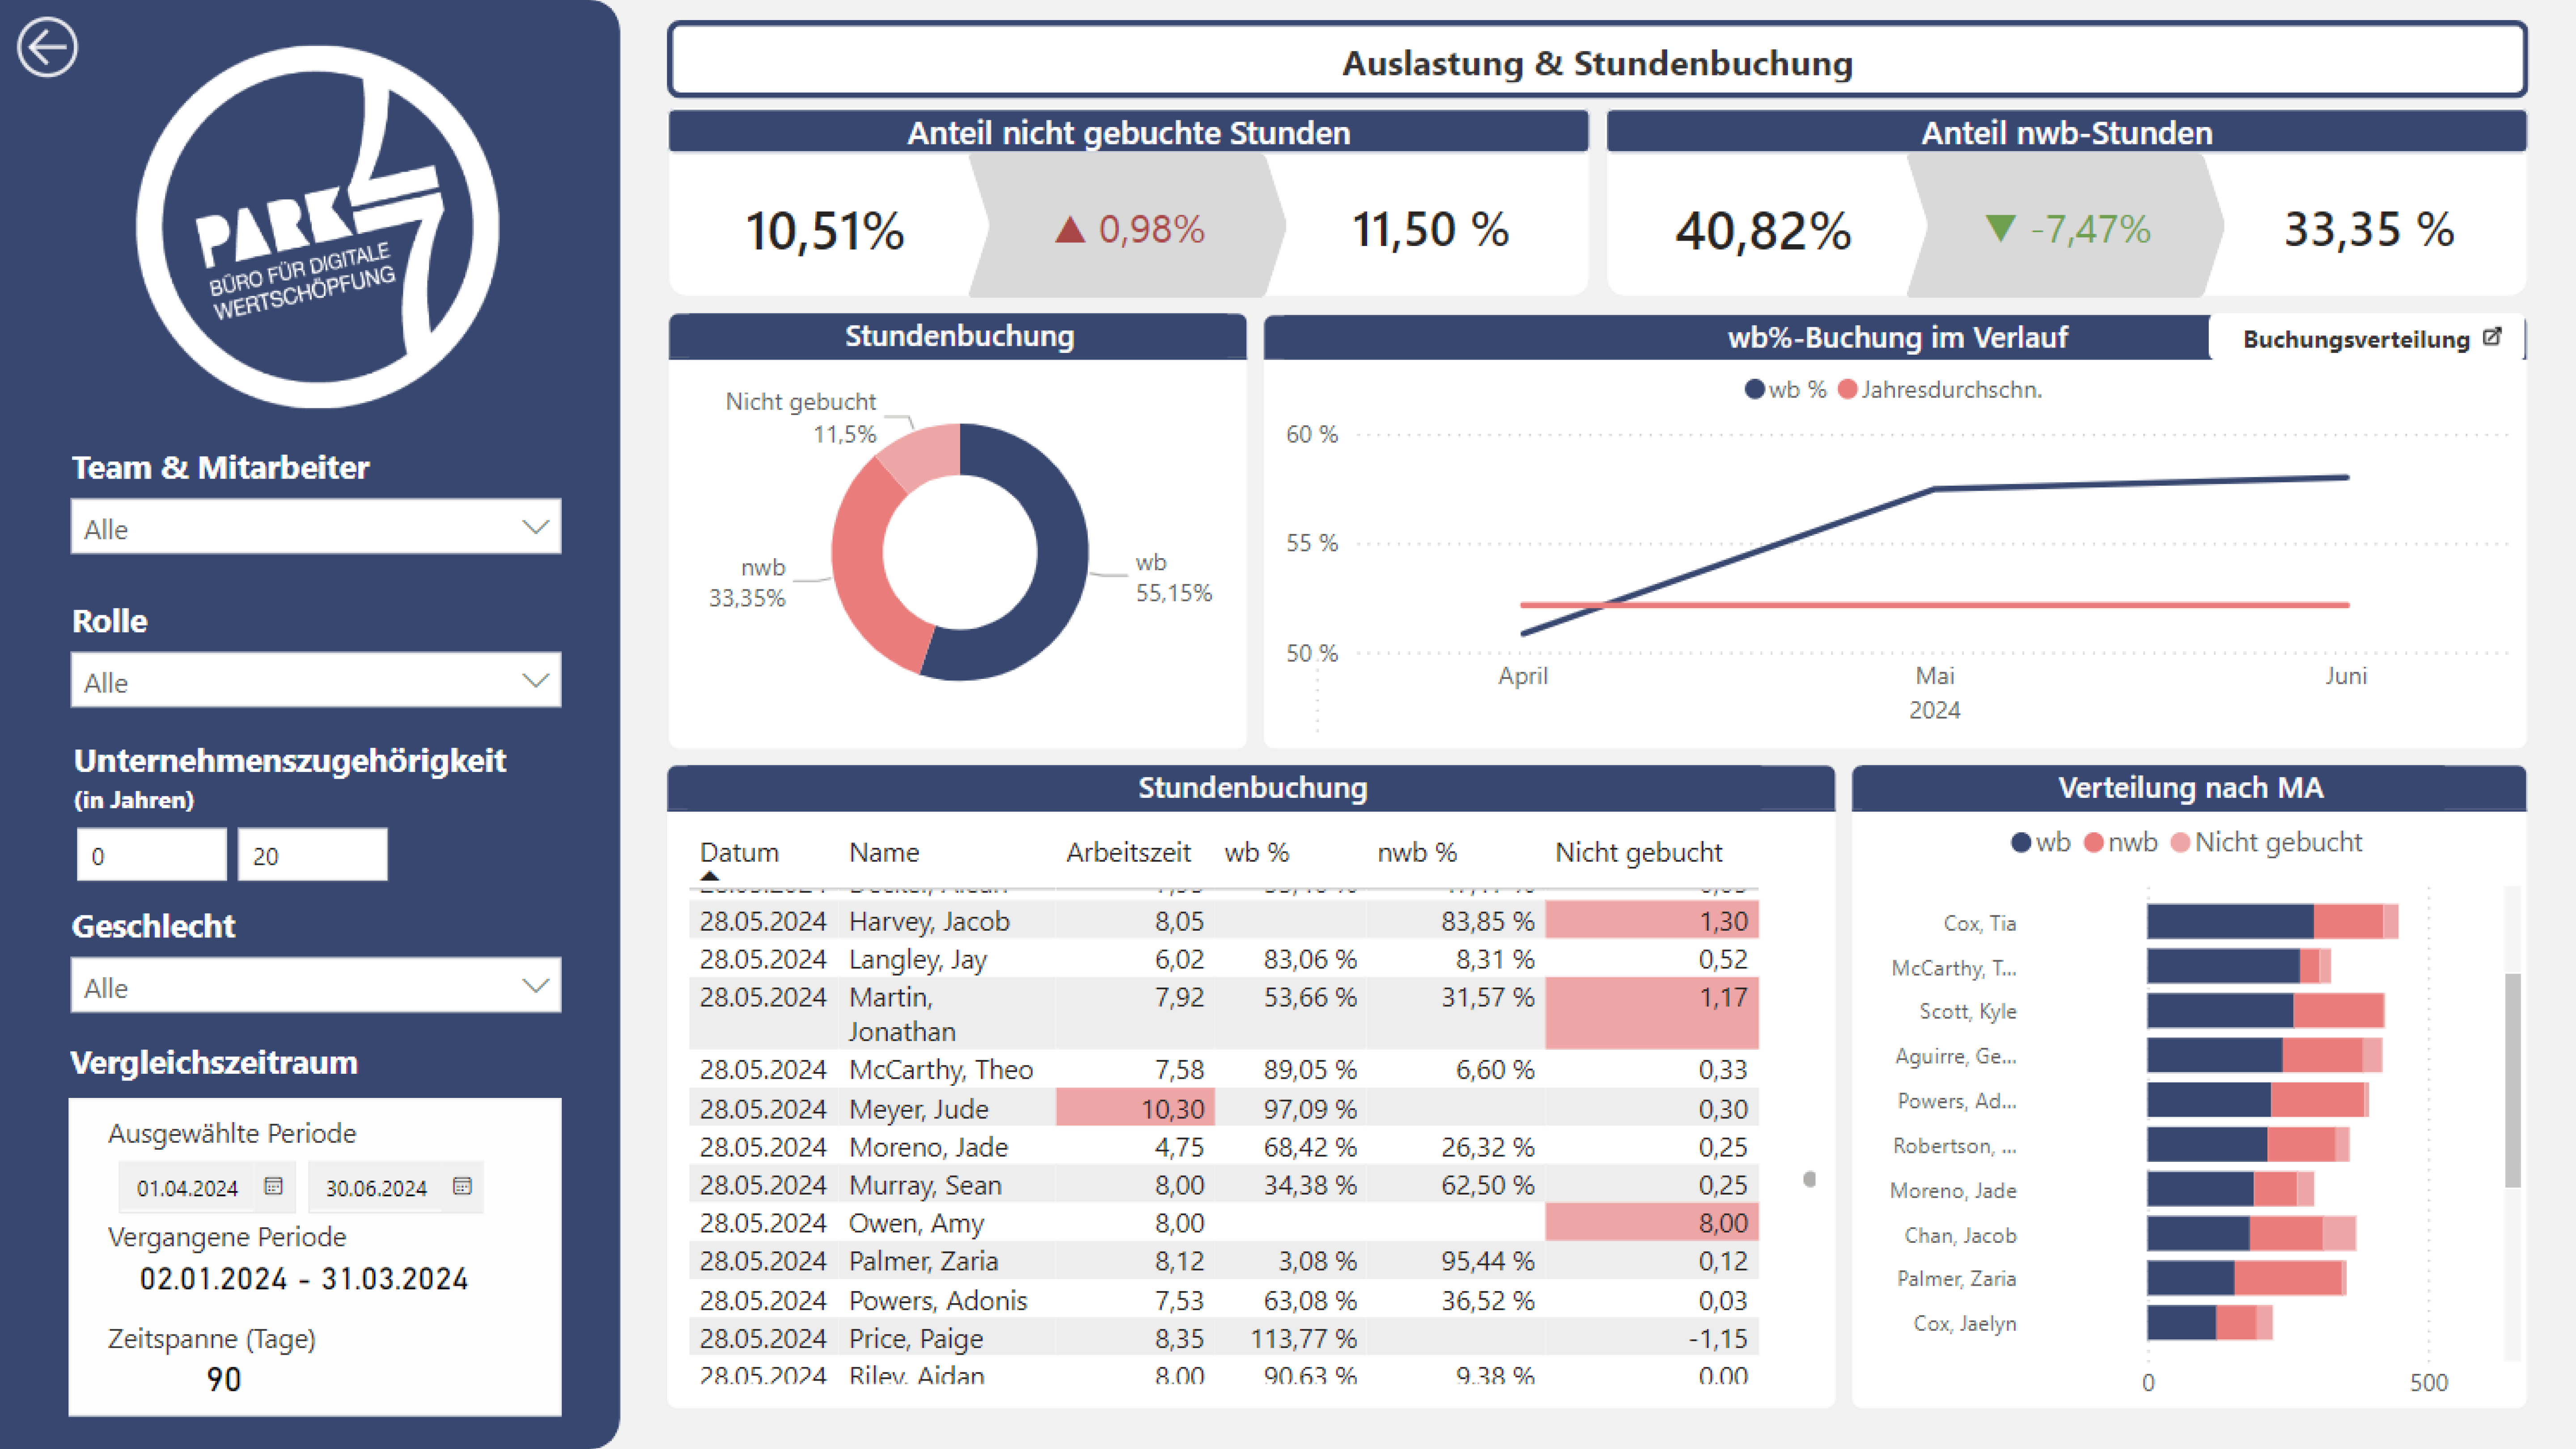 PARK 7
BÜRO FÜR DIGITALE
WERTSCHÖPFUNG
Team & Mitarbeiter
Alle
Rolle
Alle
Unternehmenszugehörigkeit
(in Jahren)
0 20
Geschlecht
Alle
Vergleichszeitraum
Ausgewählte Periode
01.04.2024 30.06.2024
Vergangene Periode
02.01.2024 - 31.03.2024
Zeitspanne (Tage)
90
Auslastung & Stundenbuchung
Anteil nicht gebuchte Stunden
10,51% ▲ 0,98% 11,50 %
Anteil nwb-Stunden
40,82% ▼ -7,47% 33,35 %
Stundenbuchung
Nicht gebucht
11,5%
nwb
33,35%
wb
55,15%
wb%-Buchung im Verlauf
Buchungsverteilung
wb % Jahresdurchschn.
60 %
55 %
50 %
April Mai Juni
2024
Stundenbuchung
Datum Name Arbeitszeit wb % nwb % Nicht gebucht
28.05.2024 Harvey, Jacob 8,05 83,85 % 1,30
28.05.2024 Langley, Jay 6,02 83,06 % 8,31 % 0,52
28.05.2024 Martin, 7,92 53,66 % 31,57 % 1,17
Jonathan
28.05.2024 McCarthy, Theo 7,58 89,05 % 6,60 % 0,33
28.05.2024 Meyer, Jude 10,30 97,09 % 0,30
28.05.2024 Moreno, Jade 4,75 68,42 % 26,32 % 0,25
28.05.2024 Murray, Sean 8,00 34,38 % 62,50 % 0,25
28.05.2024 Owen, Amy 8,00 8,00
28.05.2024 Palmer, Zaria 8,12 3,08 % 95,44 % 0,12
28.05.2024 Powers, Adonis 7,53 63,08 % 36,52 % 0,03
28.05.2024 Price, Paige 8,35 113,77 % -1,15
28.05.2024 Riley, Aidan 8,00 90,63 % 9,38 % 0,00
Verteilung nach MA
wb nwb Nicht gebucht
Cox, Tia
McCarthy, T...
Scott, Kyle
Aguirre, Ge...
Powers, Ad...
Robertson, ...
Moreno, Jade
Chan, Jacob
Palmer, Zaria
Cox, Jaelyn
0 500